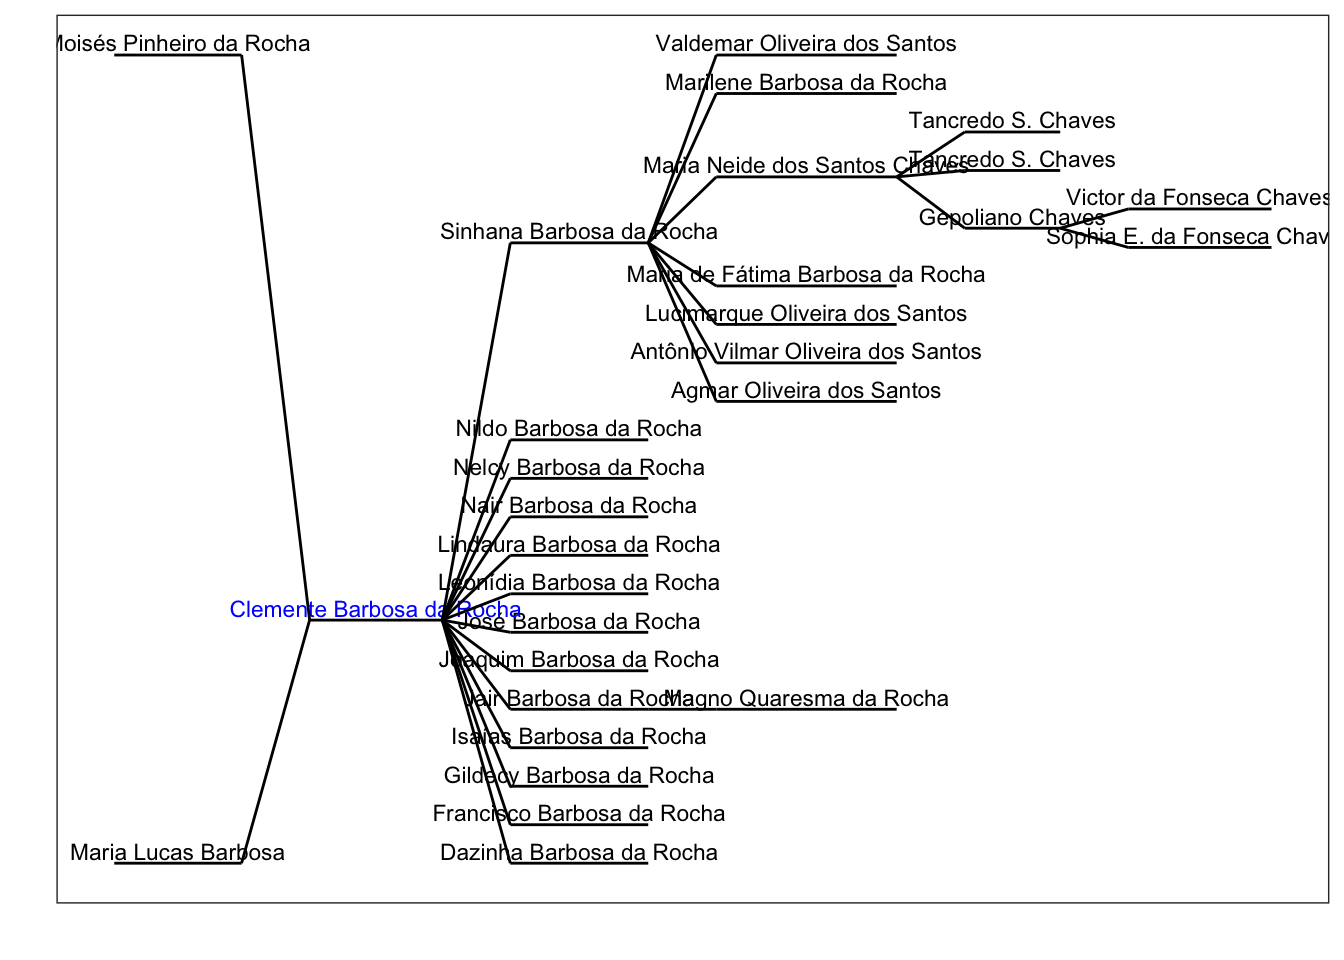 Moisés Pinheiro da Rocha
Valdemar Oliveira dos Santos
Marilene Barbosa da Rocha
Tancredo S. Chaves
Maria Neide dos Santos Chaves
Tancredo S. Chaves
Victor da Fonseca Chaves
Gepoliano Chaves
Sinhana Barbosa da Rocha
Sophia E. da Fonseca Chav
Maria de Fátima Barbosa da Rocha
Lucimarque Oliveira dos Santos
Antônio Vilmar Oliveira dos Santos
Agmar Oliveira dos Santos
Nildo Barbosa da Rocha
Nelcy Barbosa da Rocha
Nair Barbosa da Rocha
Lindaura Barbosa da Rocha
Leonídia Barbosa da Rocha
Clemente Barbosa da Rocha
José Barbosa da Rocha
Joaquim Barbosa da Rocha
Jair Barbosa da Rocha
Magno Quaresma da Rocha
Isaias Barbosa da Rocha
Gildecy Barbosa da Rocha
Francisco Barbosa da Rocha
Maria Lucas Barbosa
Dazinha Barbosa da Rocha